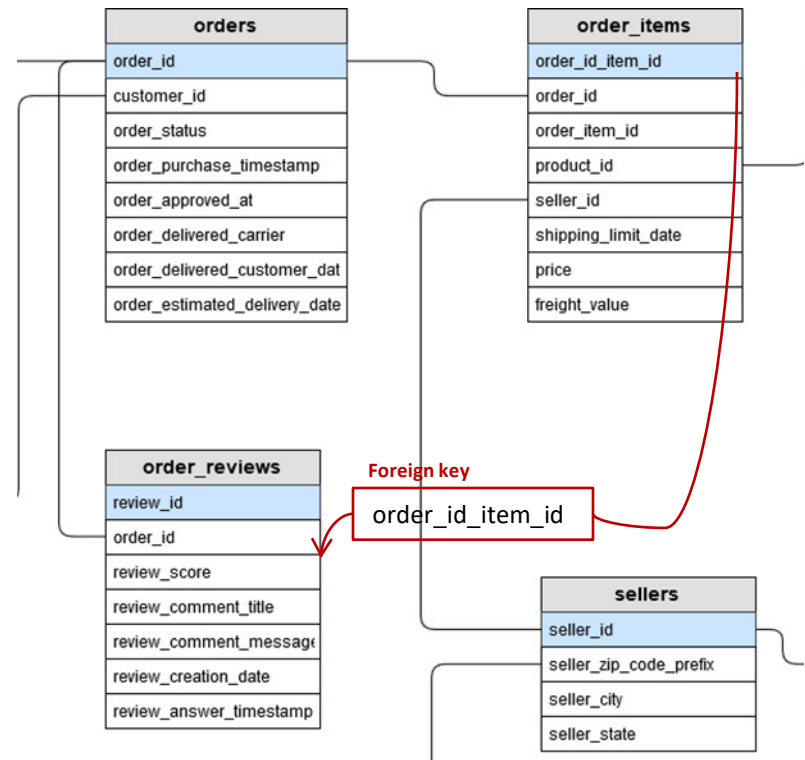 orders
order_id
customer_id
order_status
order_purchase_timestamp
order_approved_at
order_delivered_carrier
order_delivered_customer_dat
order_estimated_delivery_date
order_items
order_id_item_id
order_id
order_item_id
product_id
seller_id
shipping_limit_date
price
freight_value
order_reviews
review_id
order_id
review_score
review_comment_title
review_comment_message
review_creation_date
review_answer_timestamp
Foreign key
order_id_item_id
sellers
seller_id
seller_zip_code_prefix
seller_city
seller_state